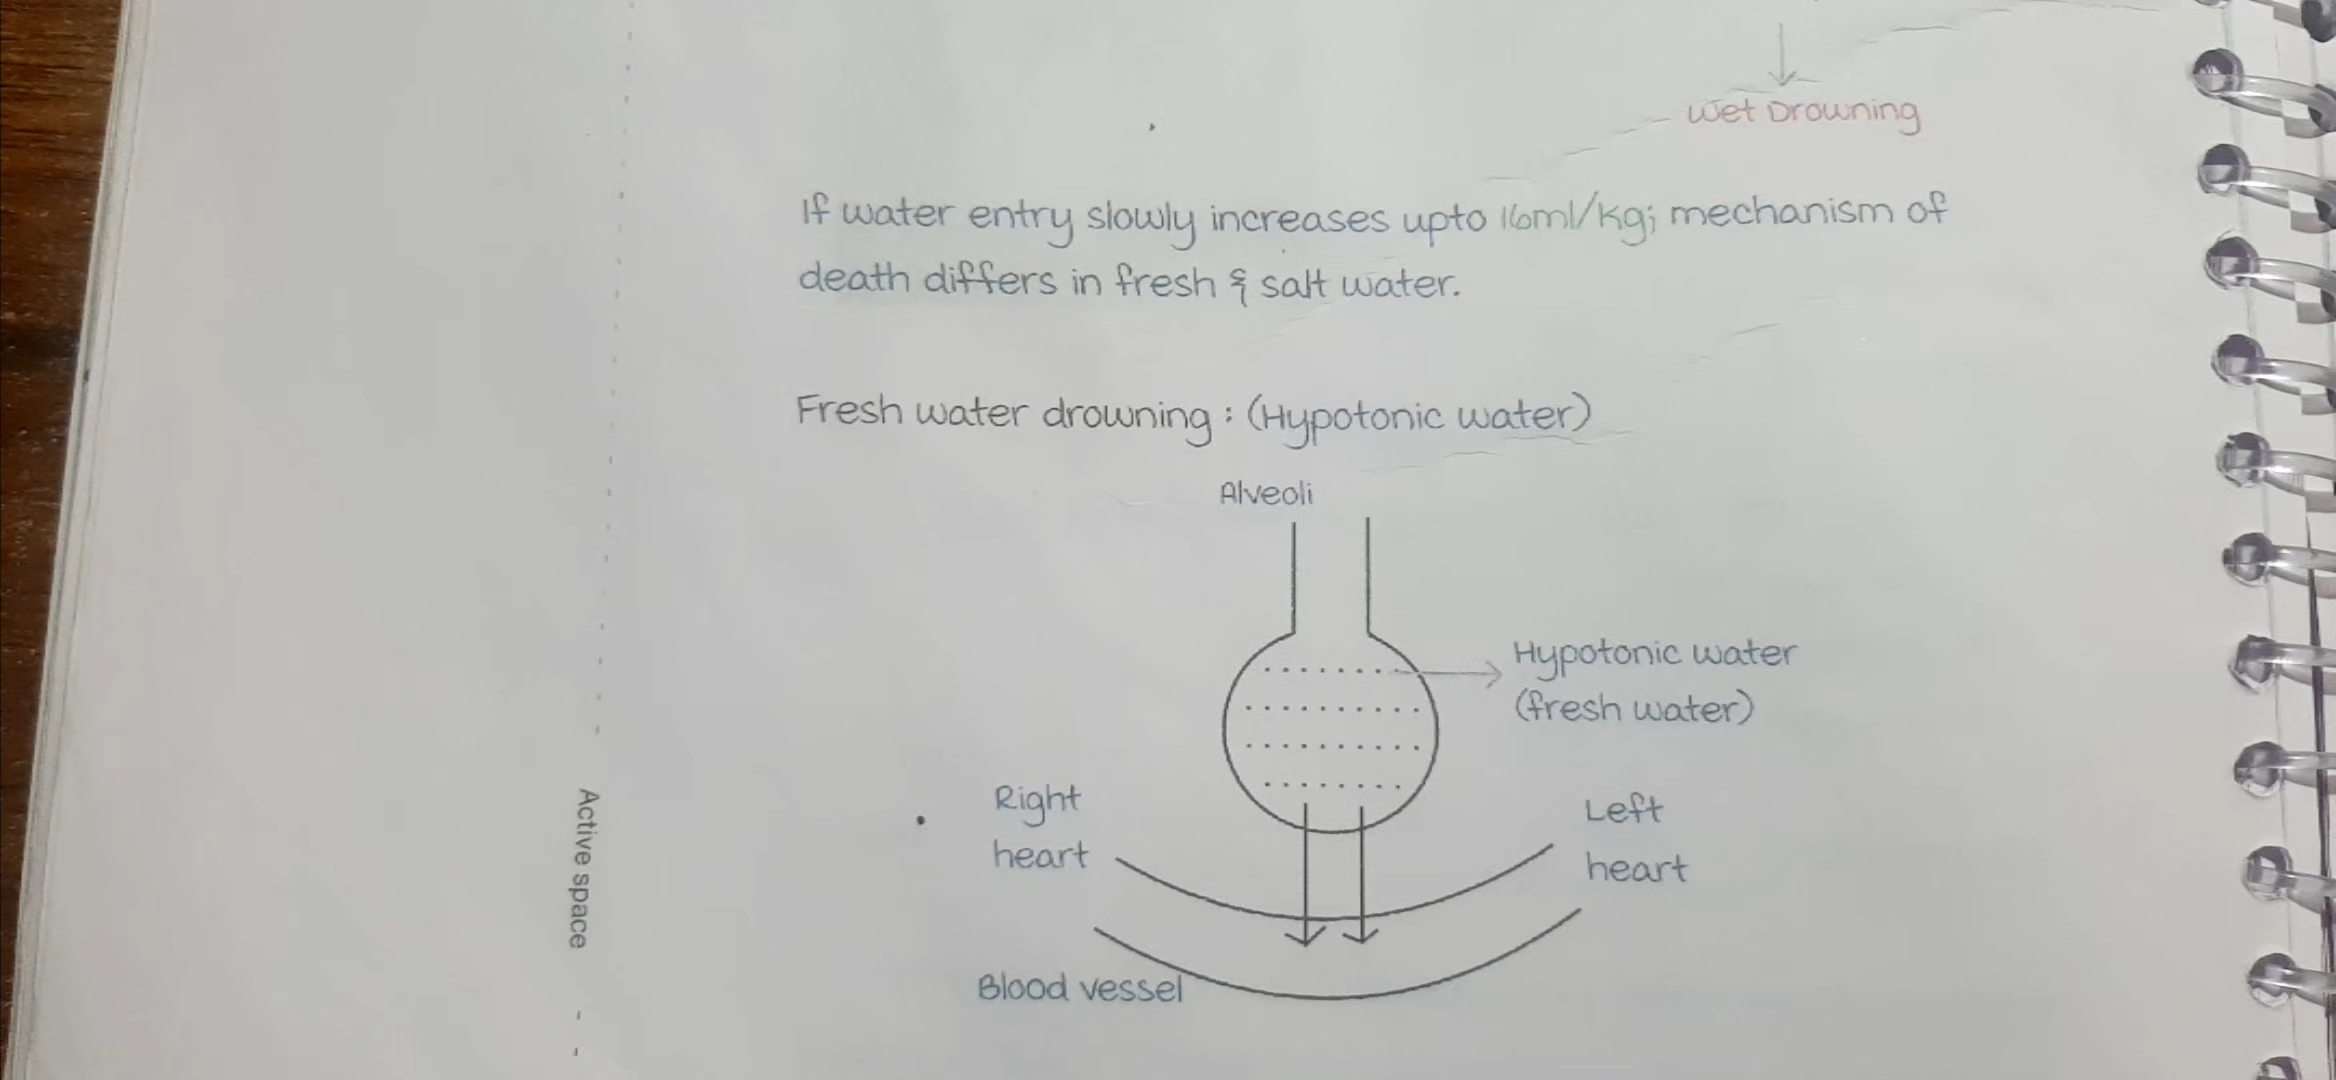 Wet Drowning
If water entry slowly increases upto 16ml/kg; mechanism of
death differs in fresh & salt water.
Fresh water drowning : (Hypotonic water)
Alveoli
Hypotonic water
(fresh water)
Right
heart
Left
heart
Blood vessel
Active space